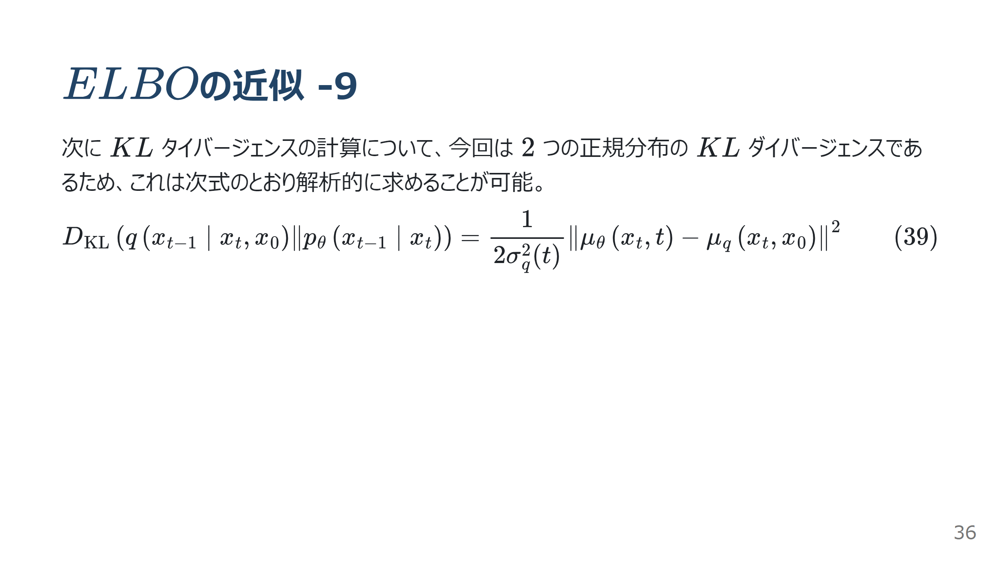 ELBOの近似 -9
次に KL タイバージェンスの計算について、今回は 2 つの正規分布の KL ダイバージェンスであ
るため、これは次式のとおり解析的に求めることが可能。
$D_{\mathrm{KL}}\left(q\left(x_{t-1} \mid x_t, x_0\right) \| p_\theta\left(x_{t-1} \mid x_t\right)\right) = \frac{1}{2\sigma_q^2(t)} \left\| \mu_\theta\left(x_t, t\right) - \mu_q\left(x_t, x_0\right) \right\|^2 \quad (39)$
36